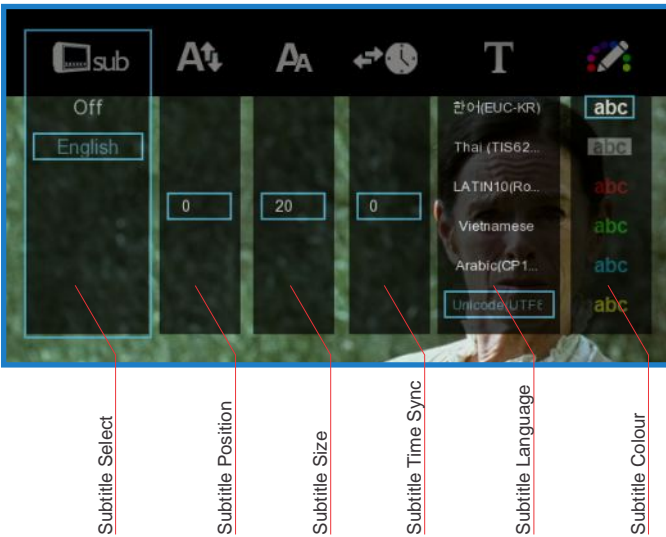 sub
Off
English
0
20
0
한어(EUC-KR)
Thai (TIS62...
LATIN10(Ro...
Vietnamese
Arabic(CP1...
Unicode(UTF8
abc
abc
abc
abc
abc
abc
Subtitle Select
Subtitle Position
Subtitle Size
Subtitle Time Sync
Subtitle Language
Subtitle Colour